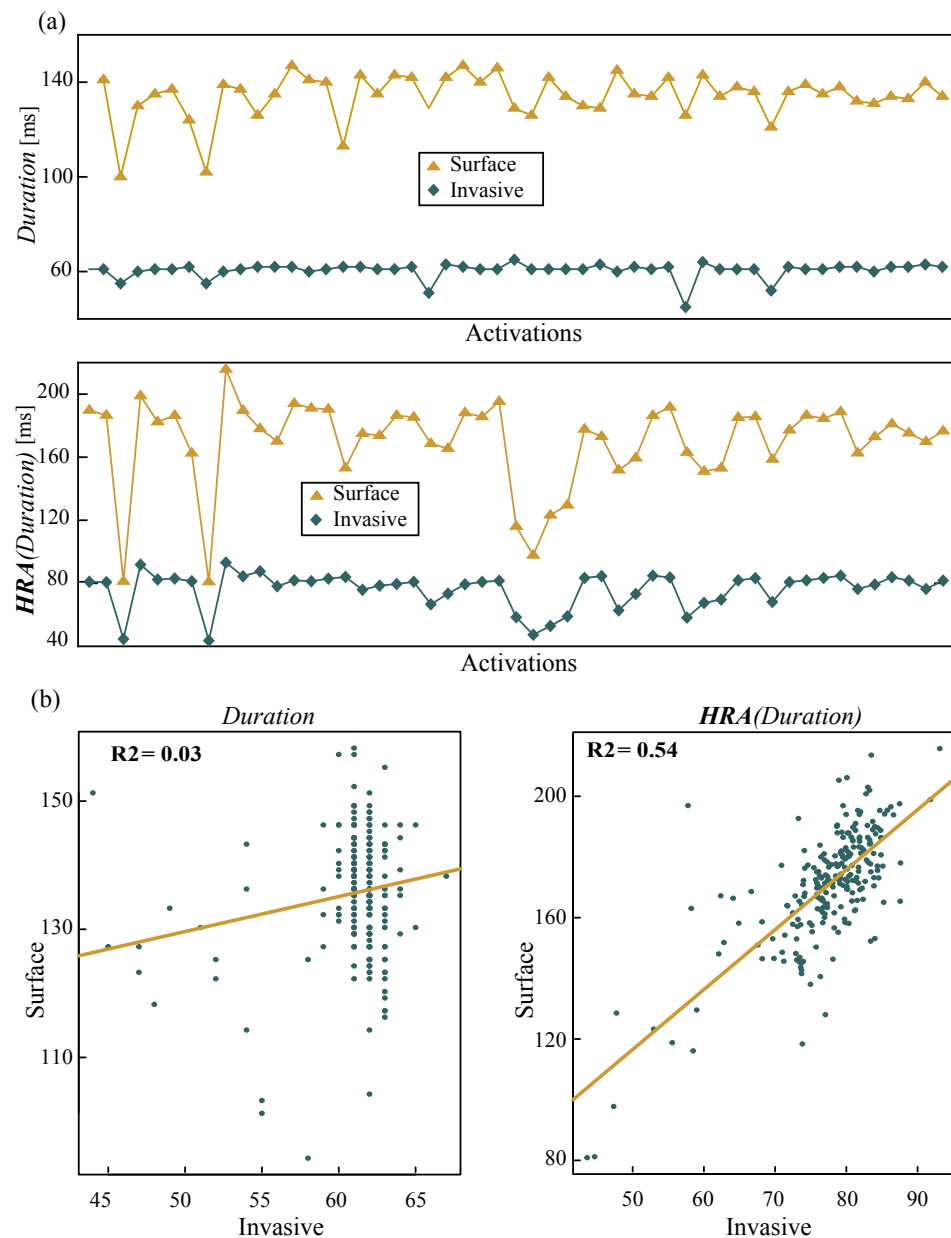 (a)
Duration [ms]
140
100
60
Surface
Invasive
Activations
HRA(Duration) [ms]
200
160
120
80
40
Surface
Invasive
Activations
(b)
Duration
R2= 0.03
Surface
150
130
110
45 50 55 60 65
Invasive
HRA(Duration)
R2= 0.54
Surface
200
160
120
80
50 60 70 80 90
Invasive